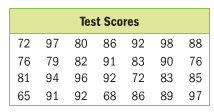 Test Scores
72 97 80 86 92 98 88
76 79 82 91 83 90 76
81 94 96 92 72 83 85
65 91 92 68 86 89 97